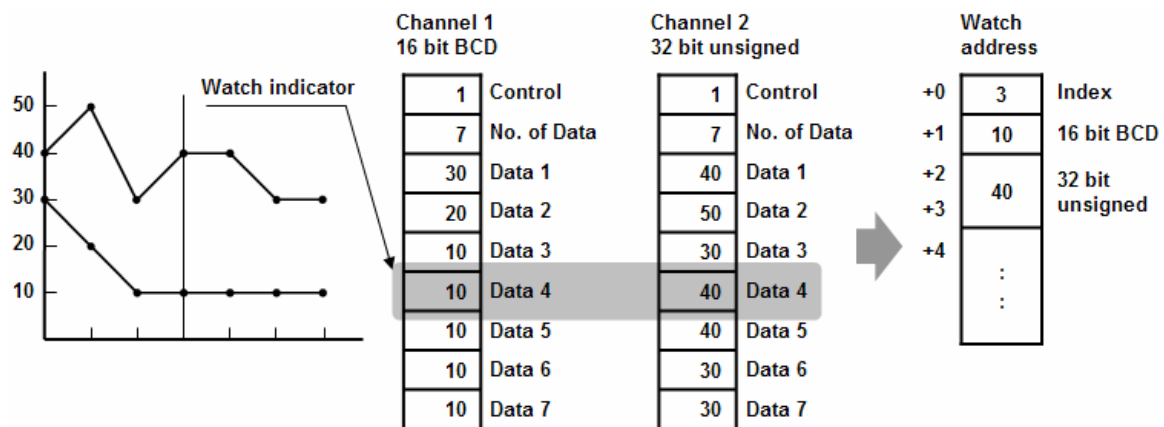 Channel 1
16 bit BCD
Channel 2
32 bit unsigned
Watch
address
Watch indicator
50
40
30
20
10
1 Control
7 No. of Data
30 Data 1
20 Data 2
10 Data 3
10 Data 4
10 Data 5
10 Data 6
10 Data 7
1 Control
7 No. of Data
40 Data 1
50 Data 2
30 Data 3
40 Data 4
40 Data 5
30 Data 6
30 Data 7
+0 3 Index
+1 10 16 bit BCD
+2
+3
40
32 bit
unsigned
+4
:
: